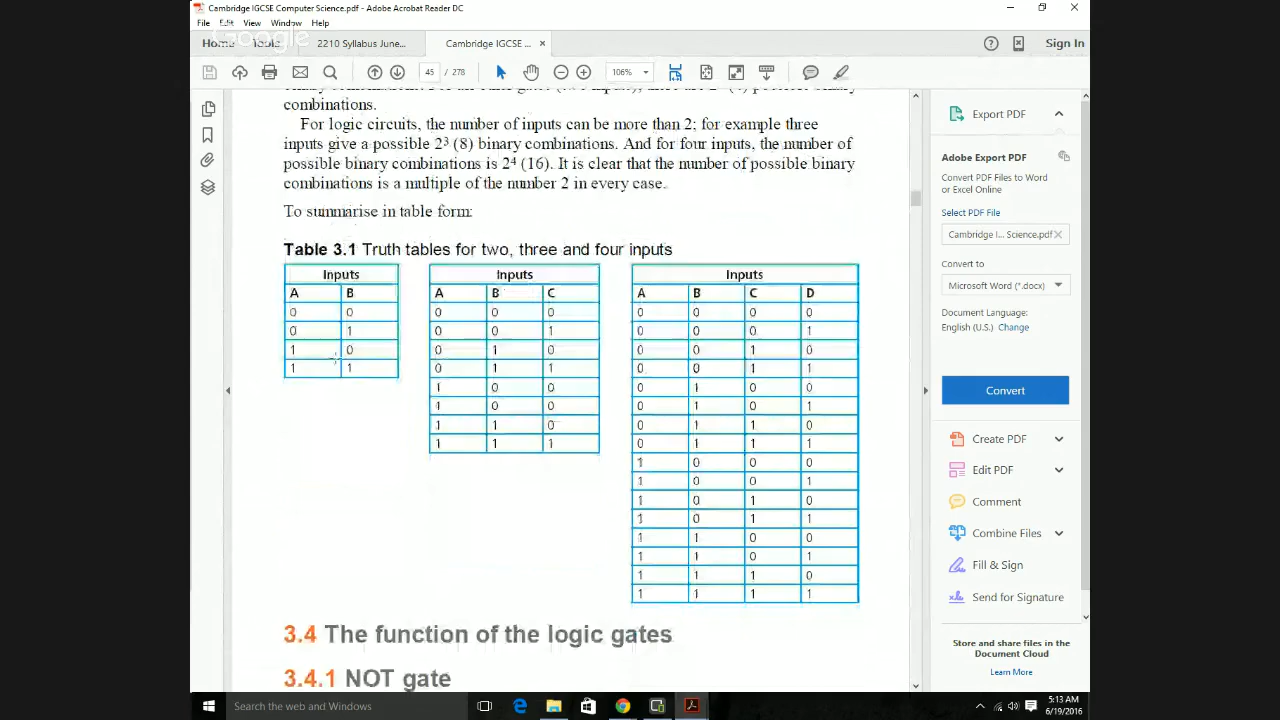 Cambridge IGCSE Computer Science.pdf - Adobe Acrobat Reader DC
File Edit View Window Help
Google
Home Tools 2210 Syllabus June... Cambridge IGCSE ... × Sign In
45 / 278 106%
combinations.
For logic circuits, the number of inputs can be more than 2; for example three
inputs give a possible 2³ (8) binary combinations. And for four inputs, the number of
possible binary combinations is 2⁴ (16). It is clear that the number of possible binary
combinations is a multiple of the number 2 in every case.
To summarise in table form:
Table 3.1 Truth tables for two, three and four inputs
Inputs
A B
0 0
0 1
1 0
1 1
Inputs
A B C
0 0 0
0 0 1
0 1 0
0 1 1
1 0 0
1 0 0
1 1 0
1 1 1
Inputs
A B C D
0 0 0 0
0 0 0 1
0 0 1 0
0 0 1 1
0 1 0 0
0 1 0 1
0 1 1 0
0 1 1 1
1 0 0 0
1 0 0 1
1 0 1 0
1 0 1 1
1 1 0 0
1 1 0 1
1 1 1 0
1 1 1 1
3.4 The function of the logic gates
3.4.1 NOT gate
Export PDF
Adobe Export PDF
Convert PDF Files to Word
or Excel Online
Select PDF File
Cambridge I... Science.pdf ×
Convert to
Microsoft Word (*.docx)
Document Language:
English (U.S.) Change
Convert
Create PDF
Edit PDF
Comment
Combine Files
Fill & Sign
Send for Signature
Store and share files in the
Document Cloud
Learn More
Search the web and Windows
5:13 AM
6/19/2016